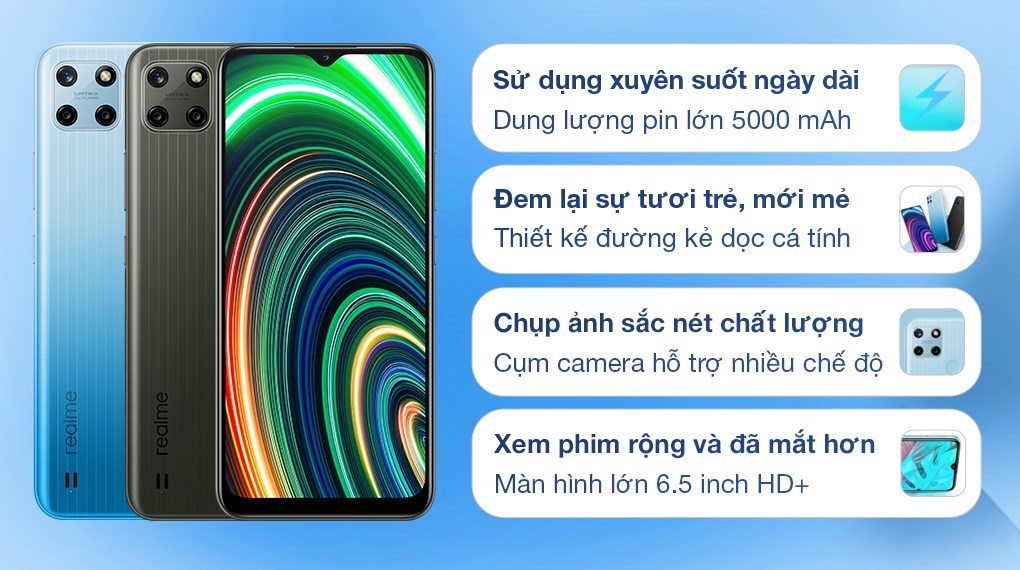 Sử dụng xuyên suốt ngày dài
Dung lượng pin lớn 5000 mAh
Đem lại sự tươi trẻ, mới mẻ
Thiết kế đường kẻ dọc cá tính
Chụp ảnh sắc nét chất lượng
Cụm camera hỗ trợ nhiều chế độ
Xem phim rộng và đã mắt hơn
Màn hình lớn 6.5 inch HD+
realme
realme